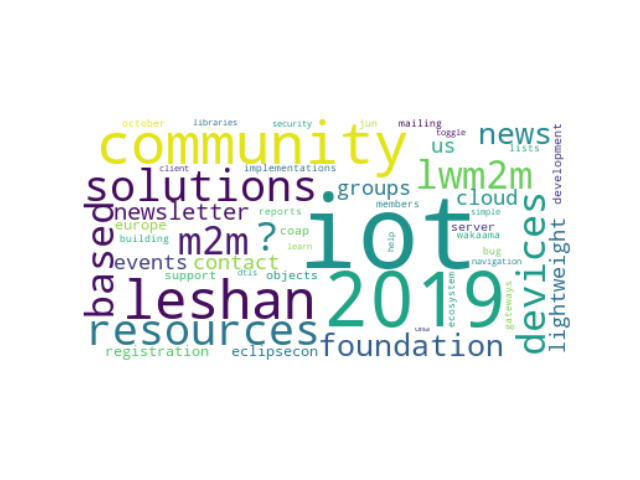 october libraries security jun mailing
community toggle news
us lists
client implementations lwm2m
solutions groups cloud
newsletter reports members simple
europe coap server
building m2m ? iot help wakaama
events contact learn bug navigation
support dtls objects
based leshan 2019 ecosystem gateways devices lightweight development
resources foundation
registration eclipsecon